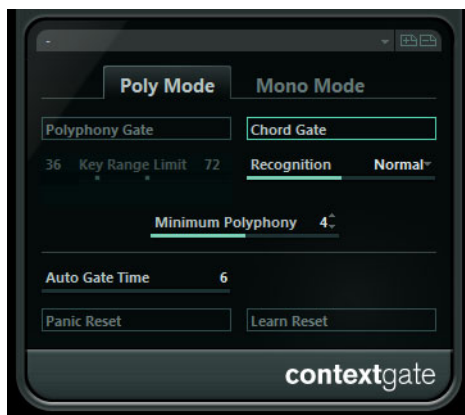 -
Poly Mode Mono Mode
Polyphony Gate Chord Gate
36 Key Range Limit 72 Recognition Normal
Minimum Polyphony 4
Auto Gate Time 6
Panic Reset Learn Reset
contextgate